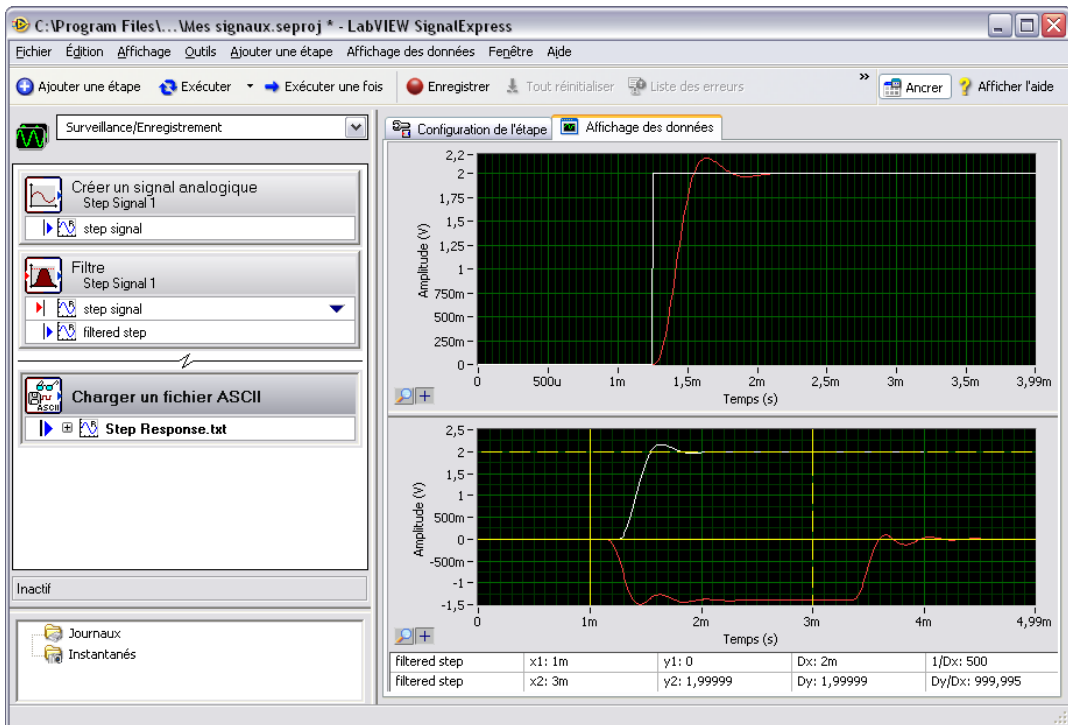 C:\Program Files\...\Mes signaux.seproj * - LabVIEW SignalExpress
Fichier Édition Affichage Outils Ajouter une étape Affichage des données Fenêtre Aide
Ajouter une étape Exécuter Exécuter une fois Enregistrer Tout réinitialiser Liste des erreurs » Ancrer Afficher l'aide
Surveillance/Enregistrement
Créer un signal analogique
Step Signal 1
step signal
Filtre
Step Signal 1
step signal
filtered step
ASCII
Charger un fichier ASCII
Step Response.txt
Inactif
Journaux
Instantanés
Configuration de l'étape Affichage des données
Amplitude (V)
2,2
2
1,75
1,5
1,25
1
750m
500m
250m
0
0 500u 1m 1,5m 2m 2,5m 3m 3,5m 3,99m
Temps (s)
Amplitude (V)
2,5
2
1,5
1
500m
0
-500m
-1
-1,5
0 1m 2m 3m 4m 4,99m
Temps (s)
filtered step x1: 1m y1: 0 Dx: 2m 1/Dx: 500
filtered step x2: 3m y2: 1,99999 Dy: 1,99999 Dy/Dx: 999,995